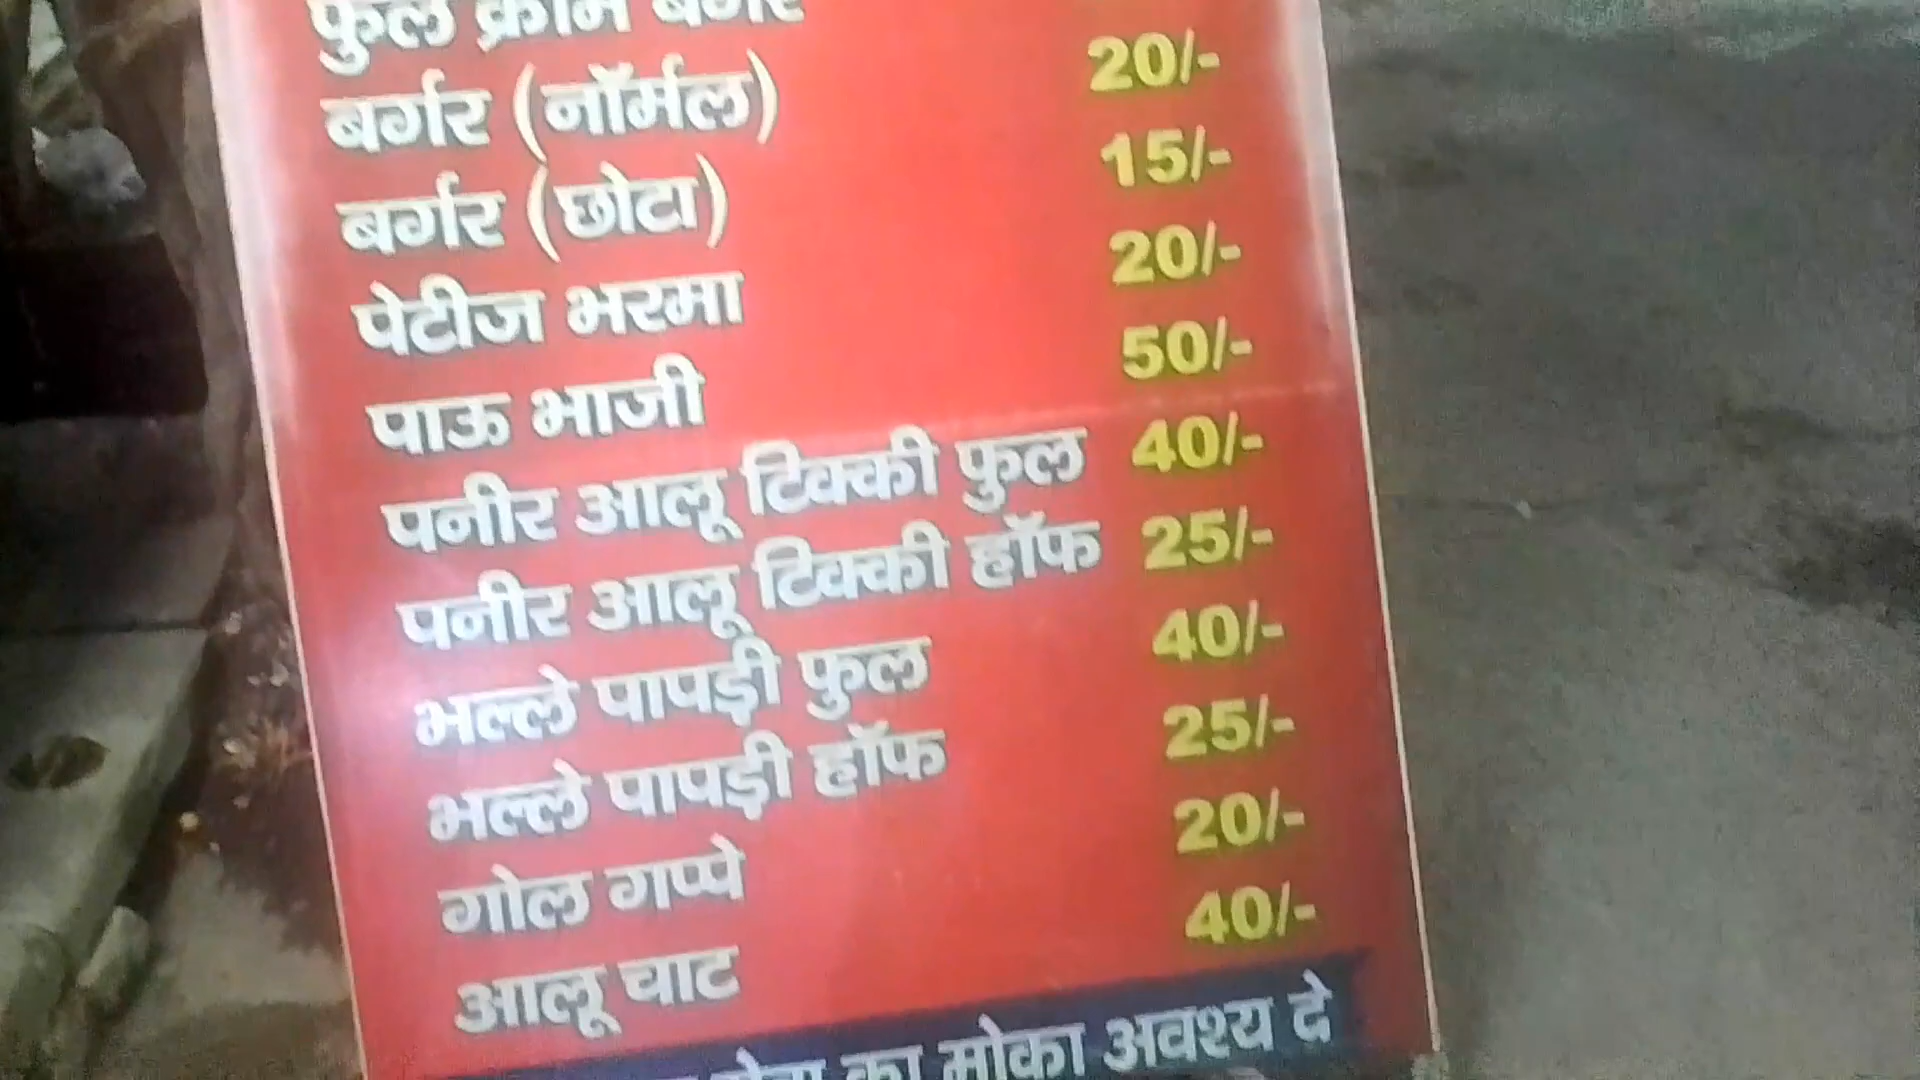 फुल क्रीम बर्गर
बर्गर (नॉर्मल) 20/-
बर्गर (छोटा) 15/-
पेटीज भरमा 20/-
पाऊ भाजी 50/-
पनीर आलू टिक्की फुल 40/-
पनीर आलू टिक्की हॉफ 25/-
भल्ले पापड़ी फुल 40/-
भल्ले पापड़ी हॉफ 25/-
गोल गप्पे 20/-
आलू चाट 40/-
का मोका अवश्य दे